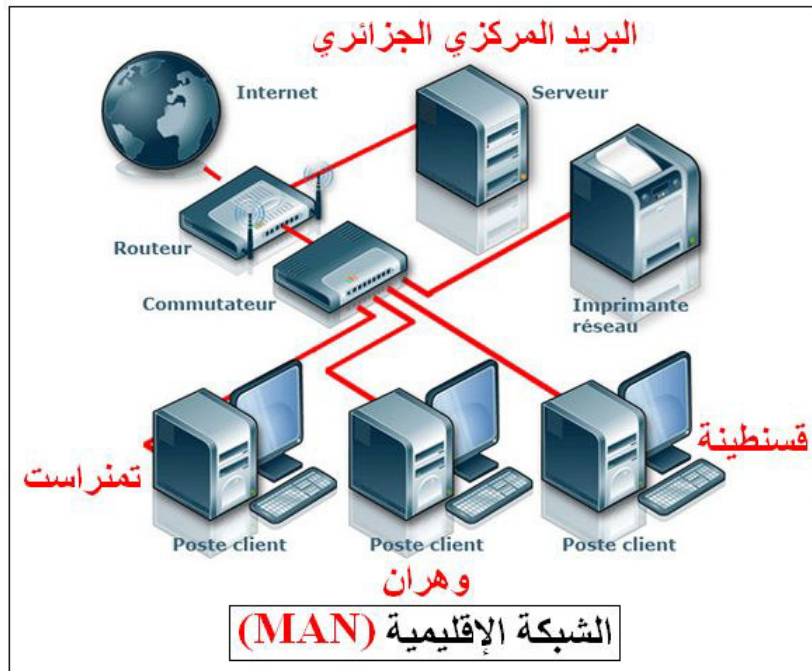 البريد المركزي الجزائري
Internet
Serveur
Routeur
Commutateur
Imprimante
réseau
قسنطينة
تمنراست
Poste client
Poste client
Poste client
وهران
الشبكة الإقليمية (MAN)